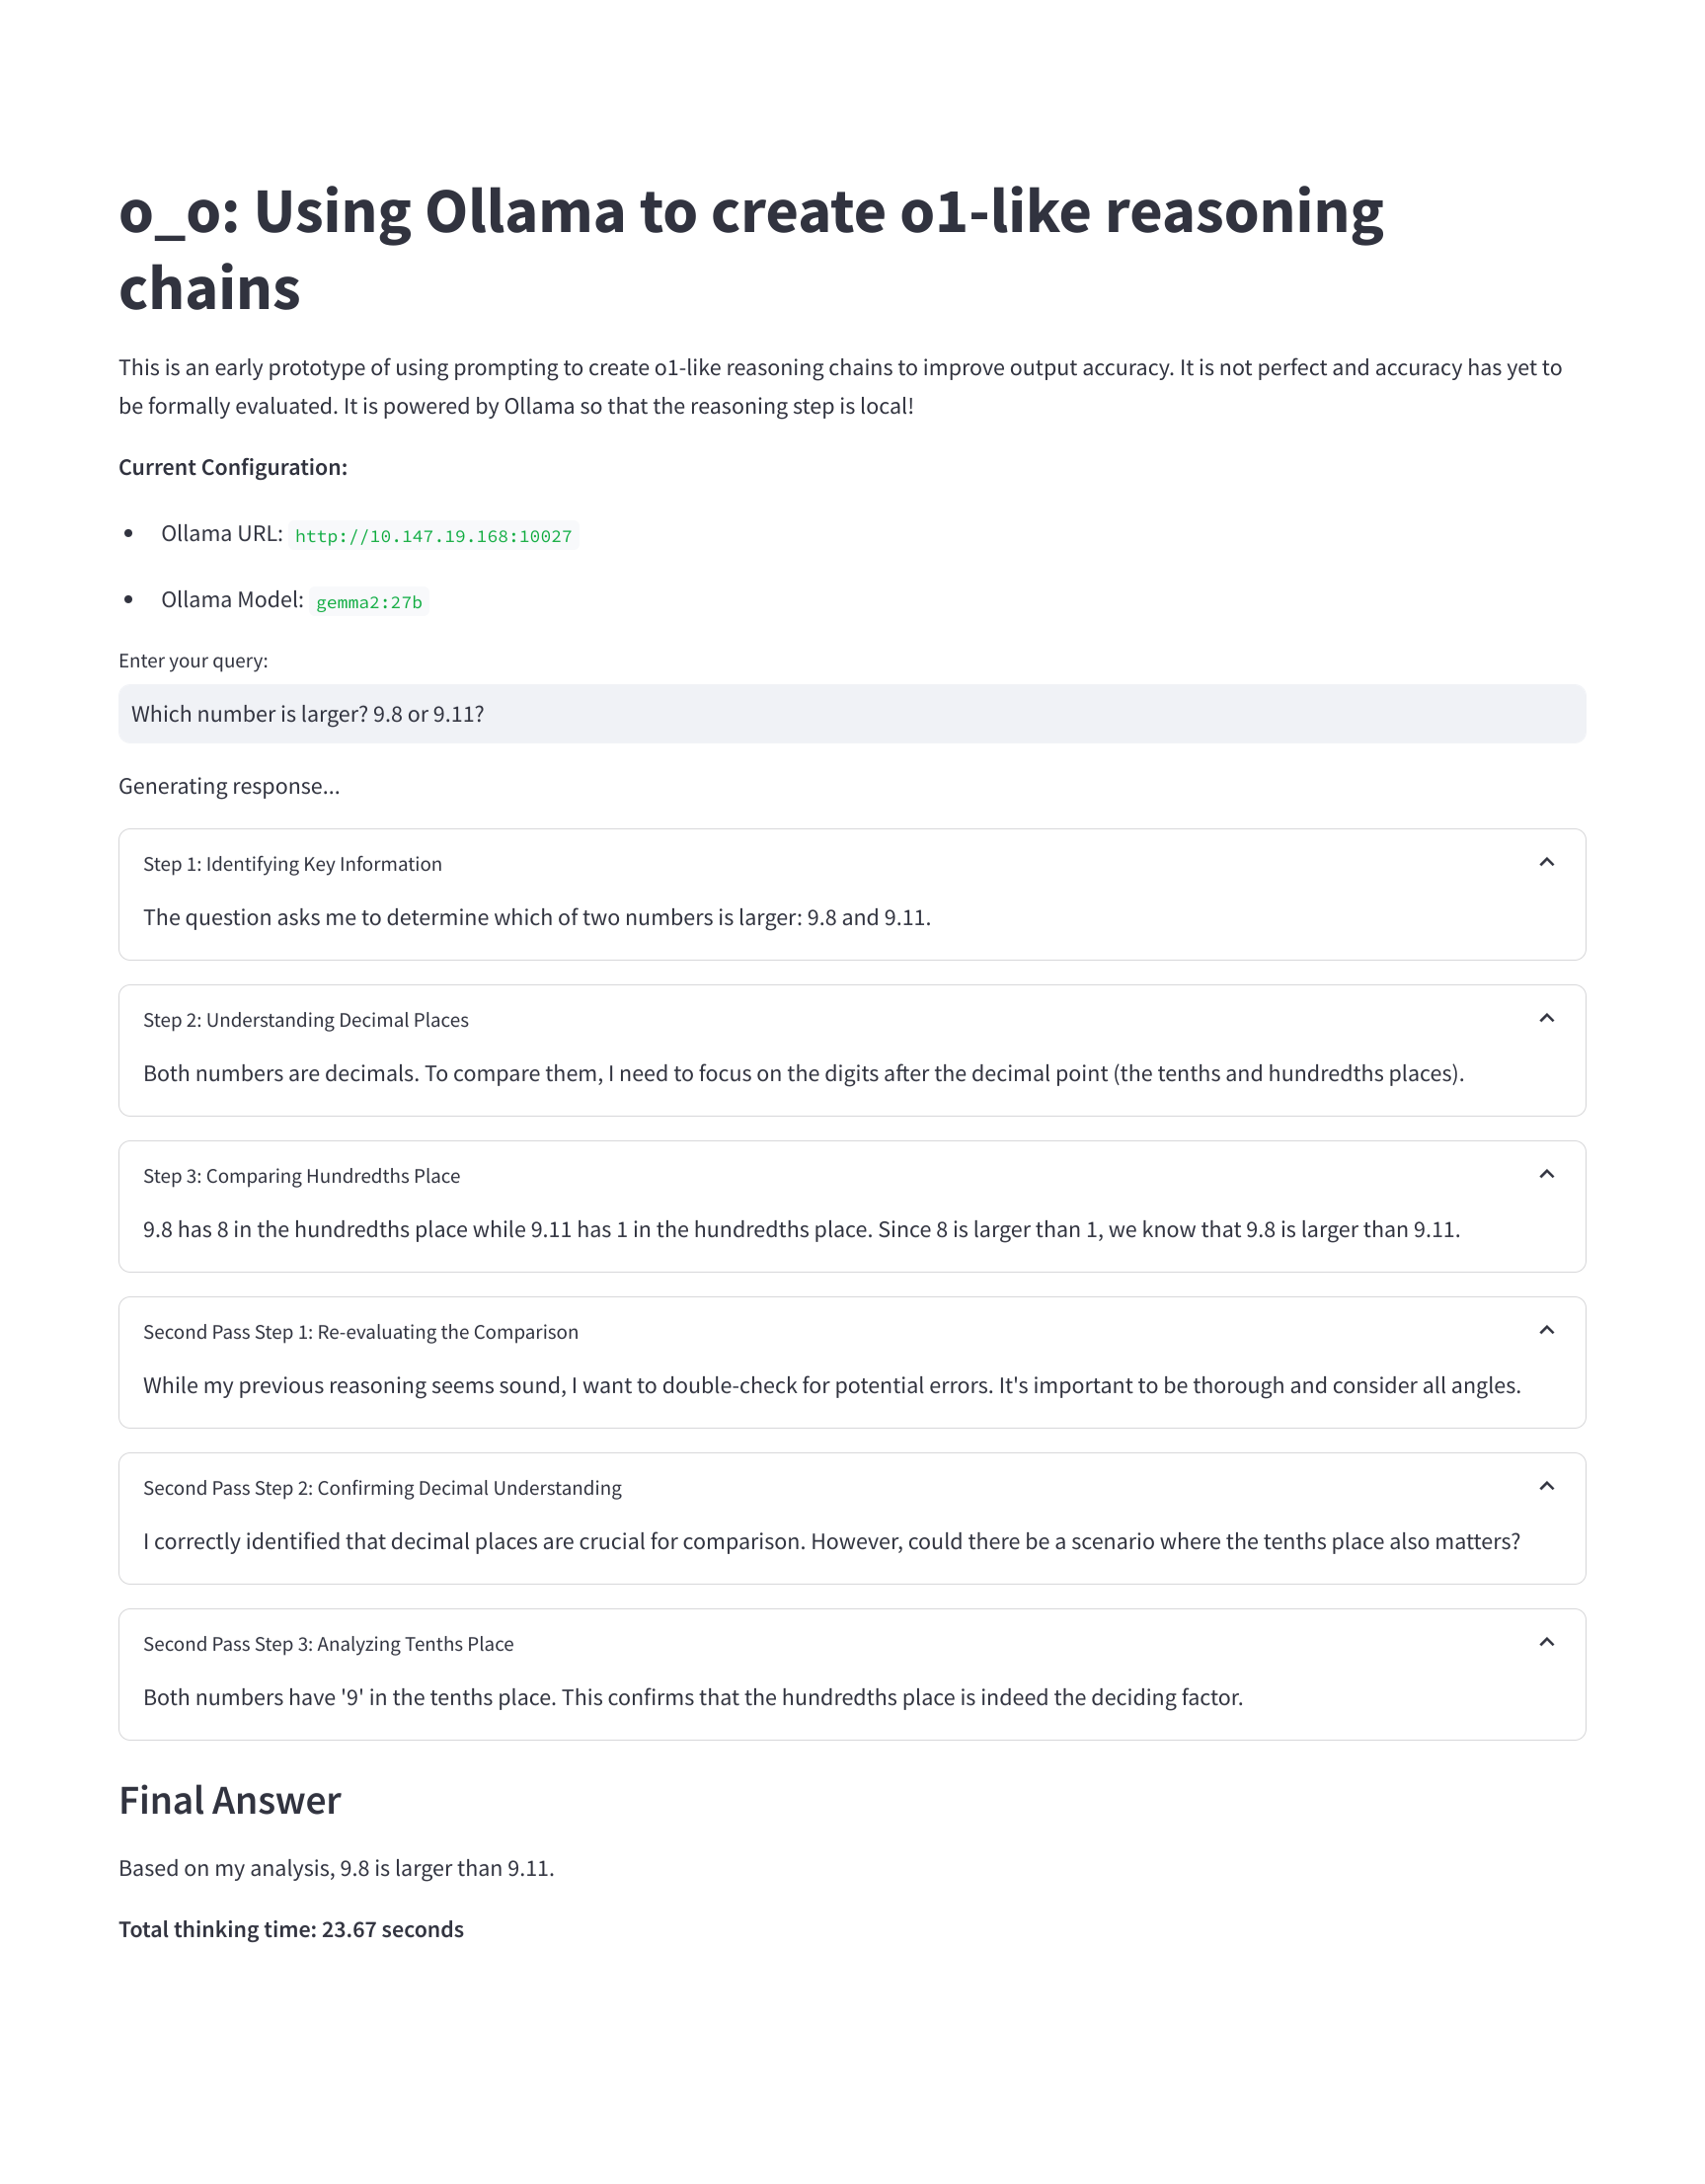 o_o: Using Ollama to create o1-like reasoning
chains
This is an early prototype of using prompting to create o1-like reasoning chains to improve output accuracy. It is not perfect and accuracy has yet to
be formally evaluated. It is powered by Ollama so that the reasoning step is local!
Current Configuration:
• Ollama URL: http://10.147.19.168:10027
• Ollama Model: gemma2:27b
Enter your query:
Which number is larger? 9.8 or 9.11?
Generating response...
Step 1: Identifying Key Information
The question asks me to determine which of two numbers is larger: 9.8 and 9.11.
Step 2: Understanding Decimal Places
Both numbers are decimals. To compare them, I need to focus on the digits after the decimal point (the tenths and hundredths places).
Step 3: Comparing Hundredths Place
9.8 has 8 in the hundredths place while 9.11 has 1 in the hundredths place. Since 8 is larger than 1, we know that 9.8 is larger than 9.11.
Second Pass Step 1: Re-evaluating the Comparison
While my previous reasoning seems sound, I want to double-check for potential errors. It's important to be thorough and consider all angles.
Second Pass Step 2: Confirming Decimal Understanding
I correctly identified that decimal places are crucial for comparison. However, could there be a scenario where the tenths place also matters?
Second Pass Step 3: Analyzing Tenths Place
Both numbers have '9' in the tenths place. This confirms that the hundredths place is indeed the deciding factor.
Final Answer
Based on my analysis, 9.8 is larger than 9.11.
Total thinking time: 23.67 seconds